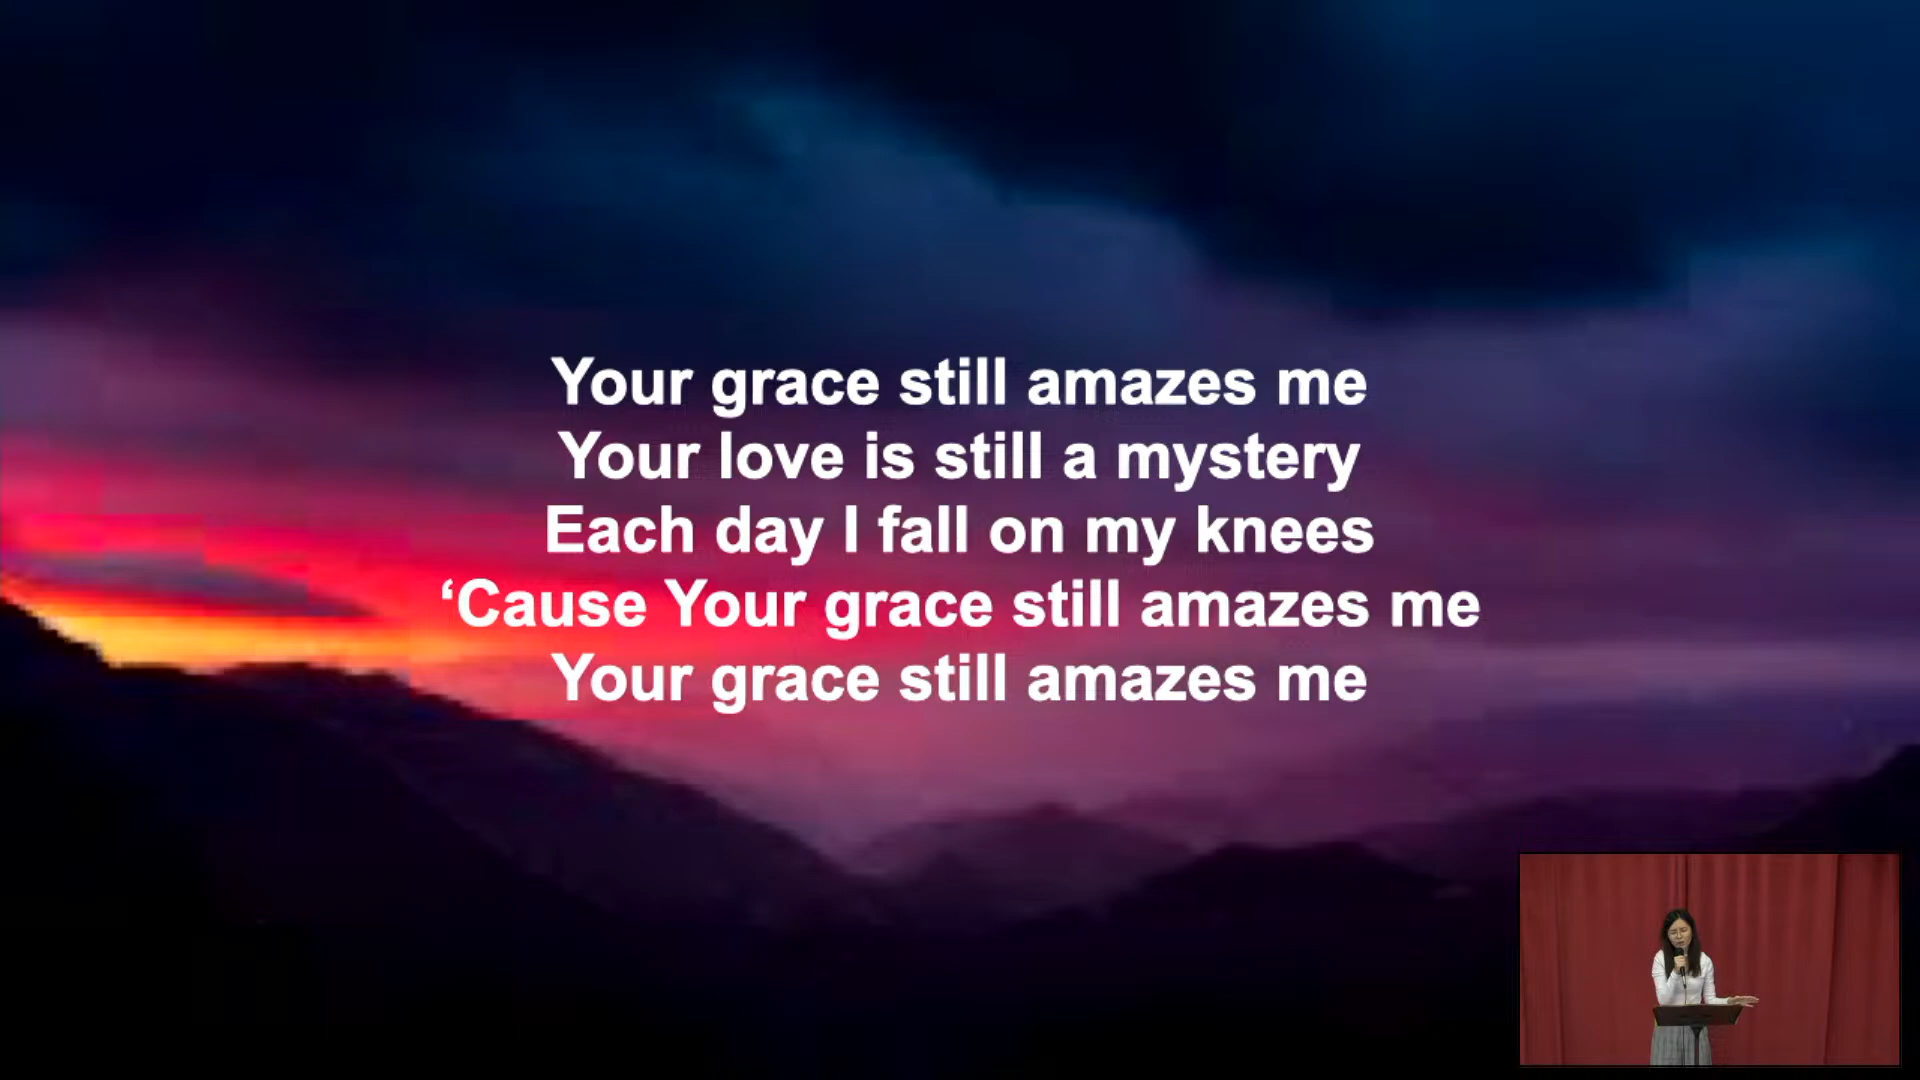 Your grace still amazes me
Your love is still a mystery
Each day I fall on my knees
‘Cause Your grace still amazes me
Your grace still amazes me